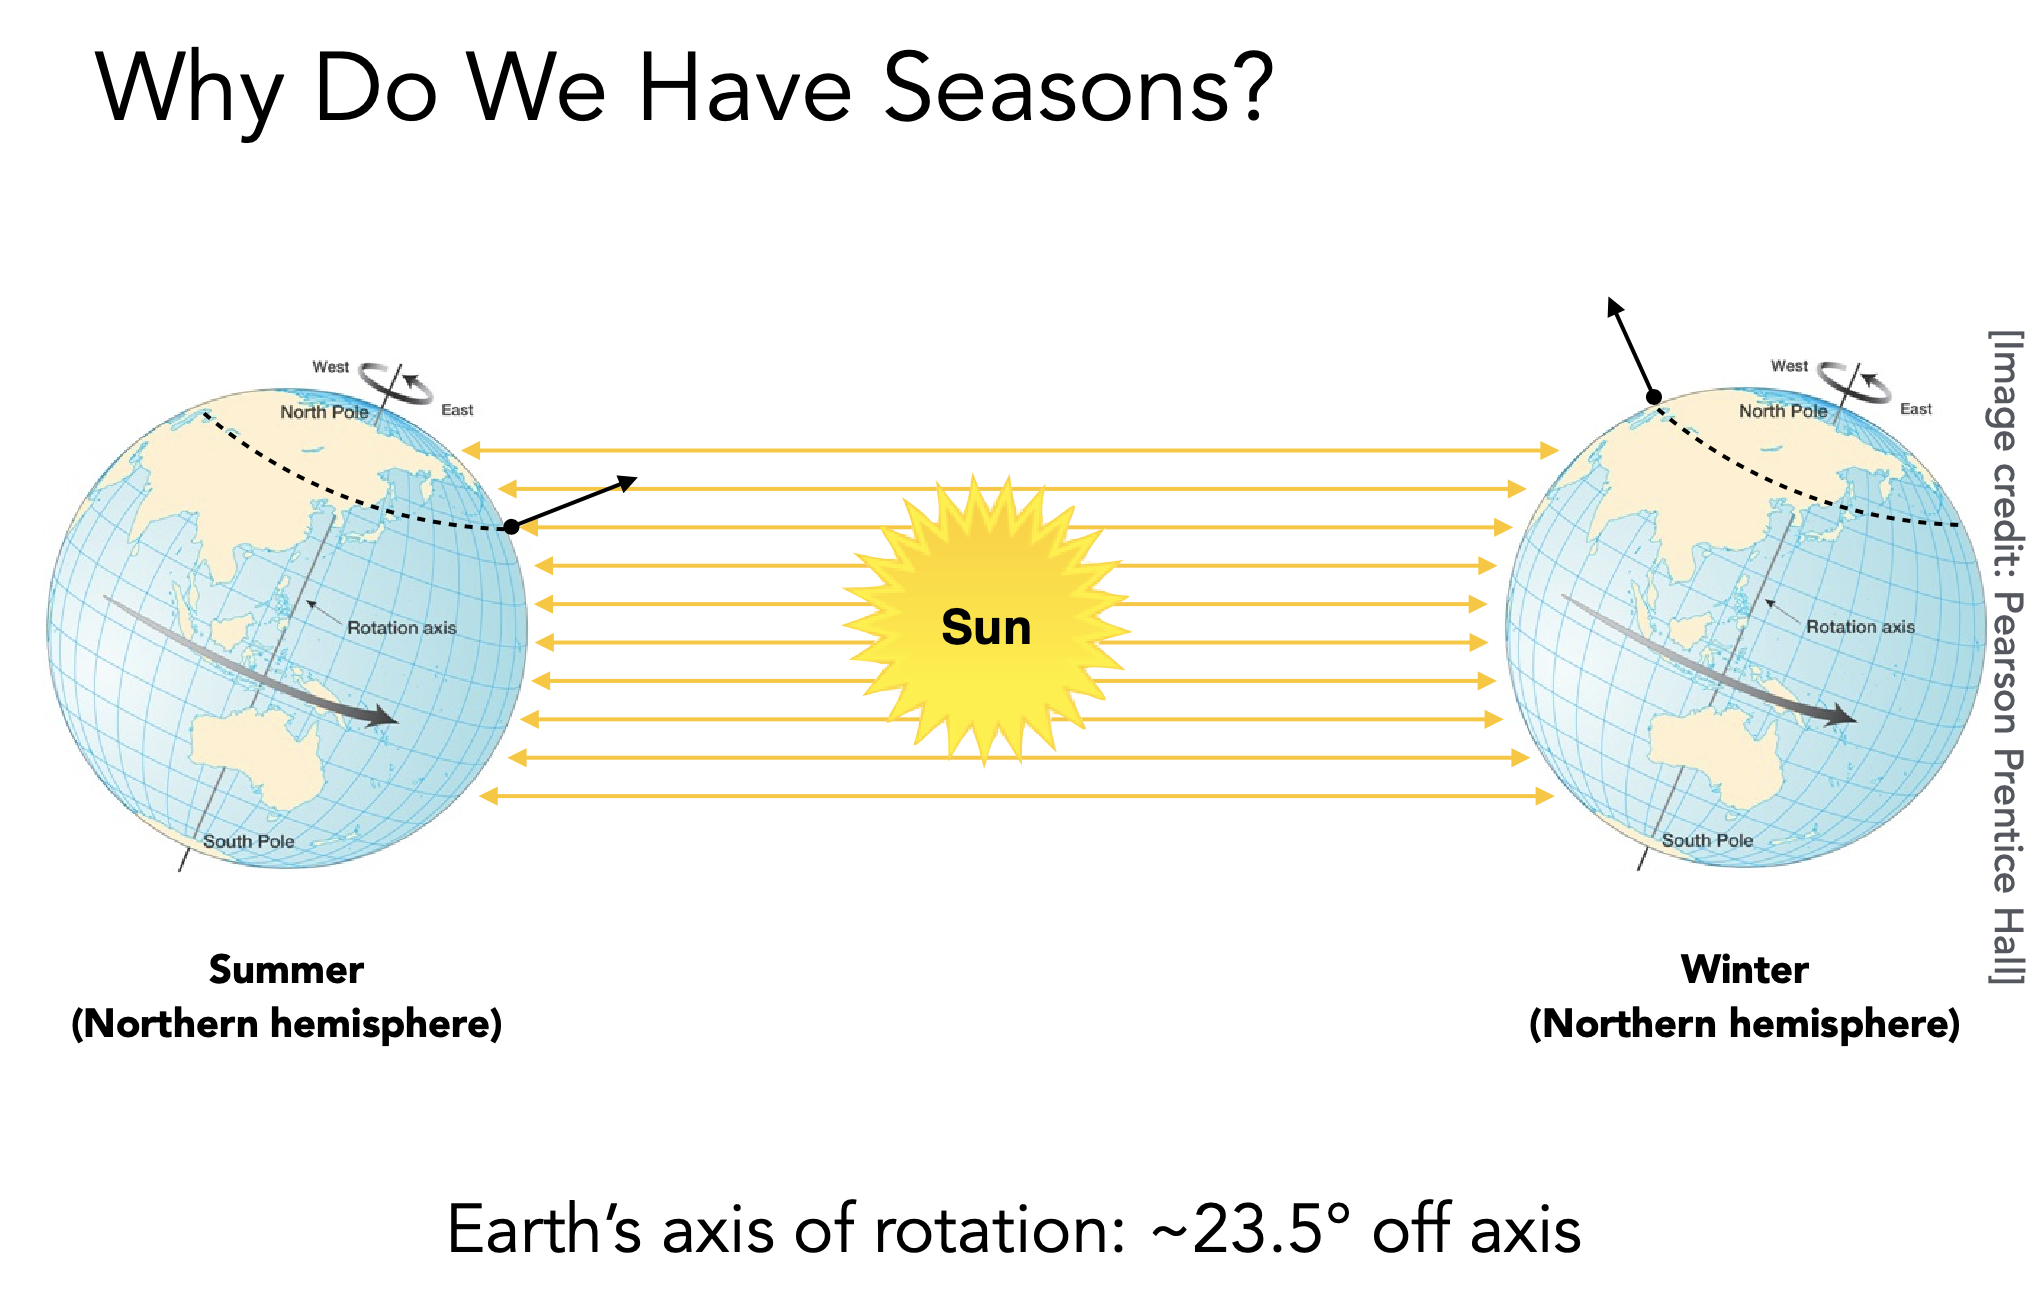 Why Do We Have Seasons?
West
North Pole
East
Rotation axis
South Pole
Sun
West
North Pole
East
Rotation axis
South Pole
[Image credit: Pearson Prentice Hall]
Summer
(Northern hemisphere)
Winter
(Northern hemisphere)
Earth’s axis of rotation: ~23.5° off axis